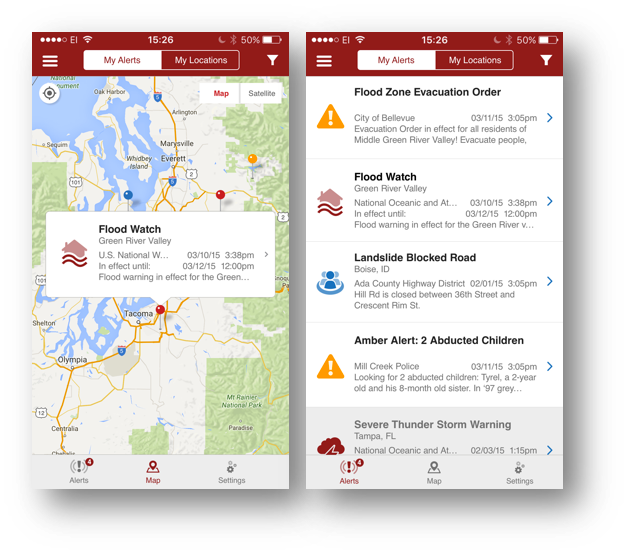 EI 15:26 50%
My Alerts My Locations
National
nument
Oak Harbor
Map Satellite
5
Arlington
Sequim
Marysville
Whidbey
Island
Everett
101
2
5
2
Flood Watch
Green River Valley
U.S. National W... 03/10/15 3:38pm
In effect until: 03/12/15 12:00pm
Flood warning in effect for the Green...
Tacoma
Shelton
101
5
Olympia
Mt Rainier
National Park
12
Centralia
Paradise
Chehalis
4
Alerts Map Settings
EI 15:26 50%
My Alerts My Locations
Flood Zone Evacuation Order
City of Bellevue 03/11/15 3:05pm
Evacuation Order in effect for all residents of
Middle Green River Valley! Evacuate people,
Flood Watch
Green River Valley
National Oceanic and At... 03/10/15 3:38pm
In effect until: 03/12/15 12:00pm
Flood warning in effect for the Green River v...
Landslide Blocked Road
Boise, ID
Ada County Highway District 02/01/15 3:05pm
Hill Rd is closed between 36th Street and
Crescent Rim St.
Amber Alert: 2 Abducted Children
Mill Creek Police 03/11/15 3:05pm
Looking for 2 abducted children: Tyrel, a 2-year
old and his 8-month old sister. In '97 grey...
Severe Thunder Storm Warning
Tampa, FL
National Oceanic and At... 02/03/15 1:15pm
4
Alerts Map Settings